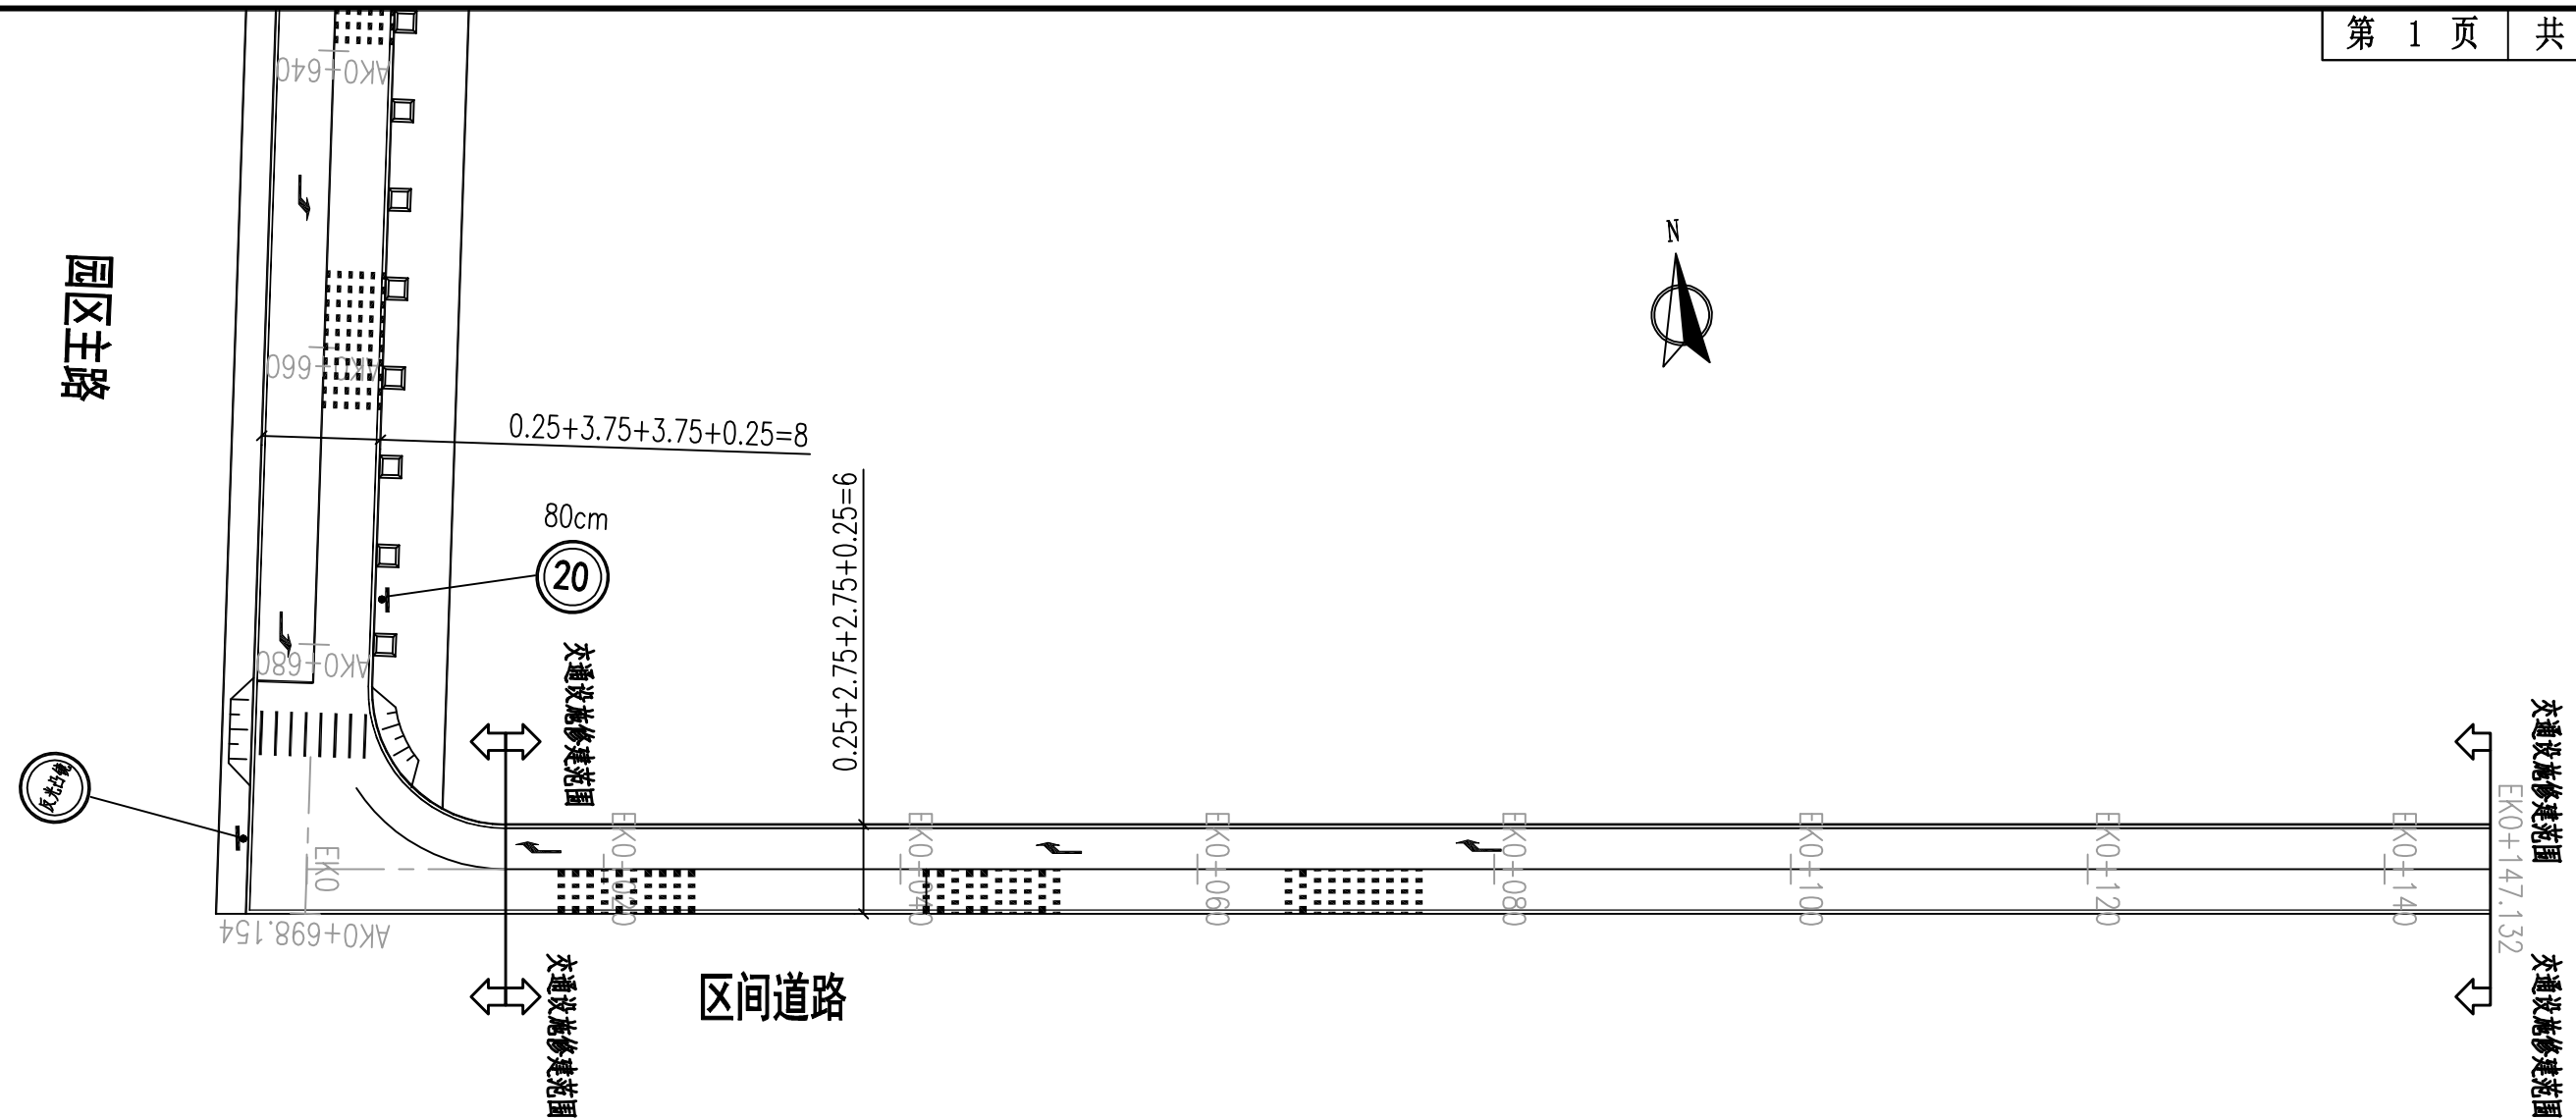 第 1 页 共
AK0+640
N
园区主路
AK0+660
0.25+3.75+3.75+0.25=8
0.25+2.75+2.75+0.25=6
80cm
20
交通设施修建范围
AK0+680
交通设施修建范围
反光凸镜
EK0
EK0+020
EK0+040
EK0+060
EK0+080
EK0+100
EK0+120
EK0+140
EK0+147.132
AK0+698.154
区间道路
交通设施修建范围
交通设施修建范围